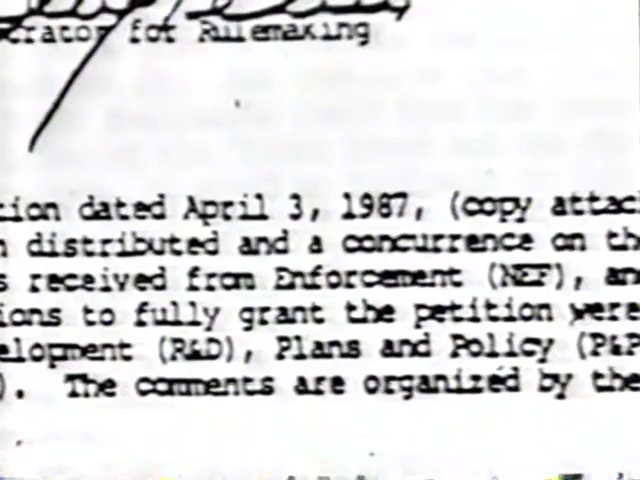 crator for Rulemaking
tion dated April 3, 1987, (copy attac
n distributed and a concurrence on th
s received from Enforcement (NEF), an
ions to fully grant the petition were
elopment (R&D), Plans and Policy (P&P
). The comments are organized by the